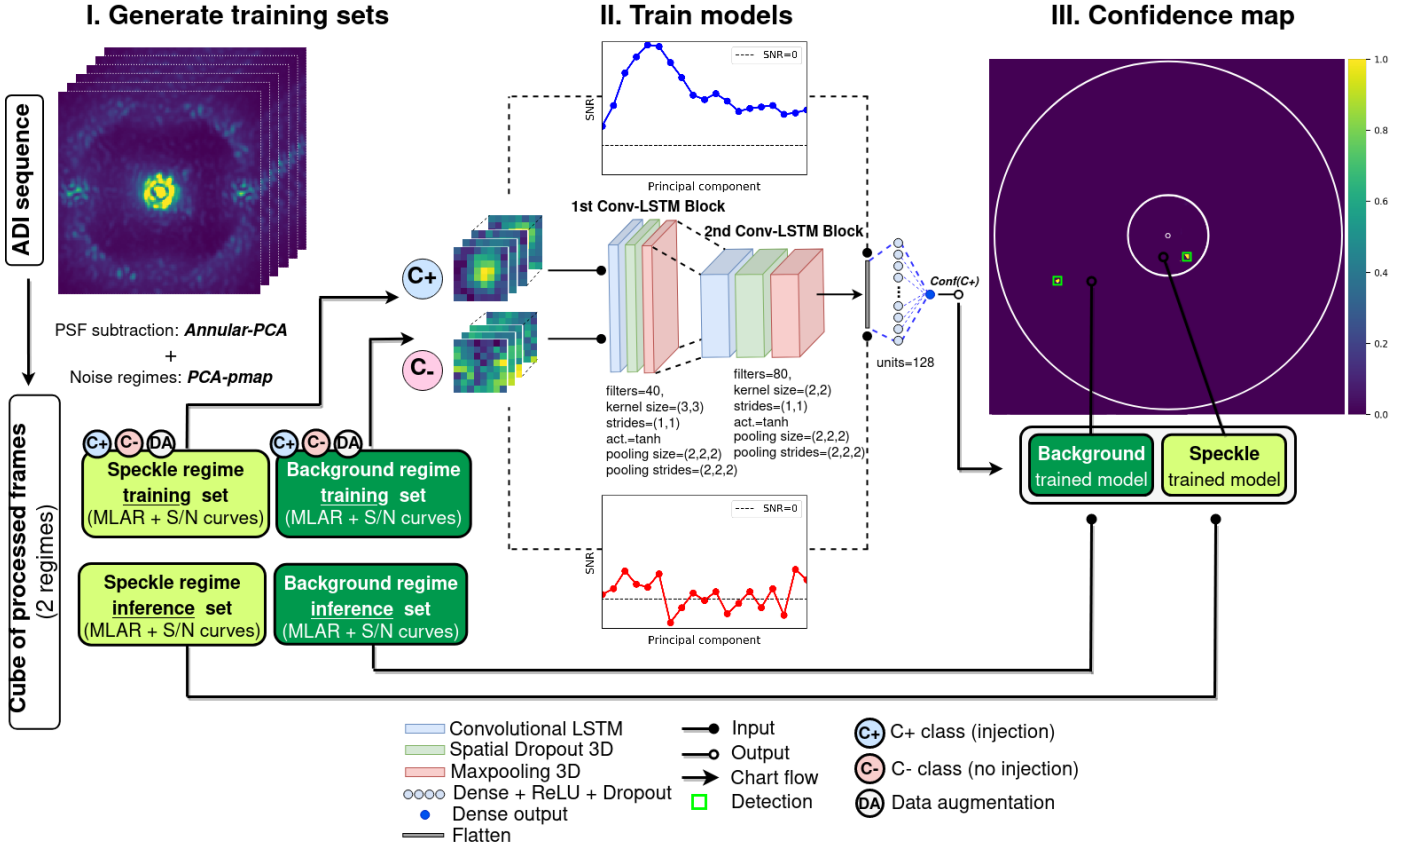 I. Generate training sets
II. Train models
III. Confidence map
ADI sequence
PSF subtraction: Annular-PCA
+
Noise regimes: PCA-pmap
Cube of processed frames
(2 regimes)
C+
C-
DA
Speckle regime
training set
(MLAR + S/N curves)
C+
C-
DA
Background regime
training set
(MLAR + S/N curves)
Speckle regime
inference set
(MLAR + S/N curves)
Background regime
inference set
(MLAR + S/N curves)
SNR=0
SNR
Principal component
C+
C-
1st Conv-LSTM Block
2nd Conv-LSTM Block
filters=40,
kernel size=(3,3)
strides=(1,1)
act.=tanh
pooling size=(2,2,2)
pooling strides=(2,2,2)
filters=80,
kernel size=(2,2)
strides=(1,1)
act.=tanh
pooling size=(2,2,2)
pooling strides=(2,2,2)
units=128
Conf(C+)
SNR=0
SNR
Principal component
1.0
0.8
0.6
0.4
0.2
0.0
Background
trained model
Speckle
trained model
Convolutional LSTM
Spatial Dropout 3D
Maxpooling 3D
Dense + ReLU + Dropout
Dense output
Flatten
Input
Output
Chart flow
Detection
C+ C+ class (injection)
C- C- class (no injection)
DA Data augmentation